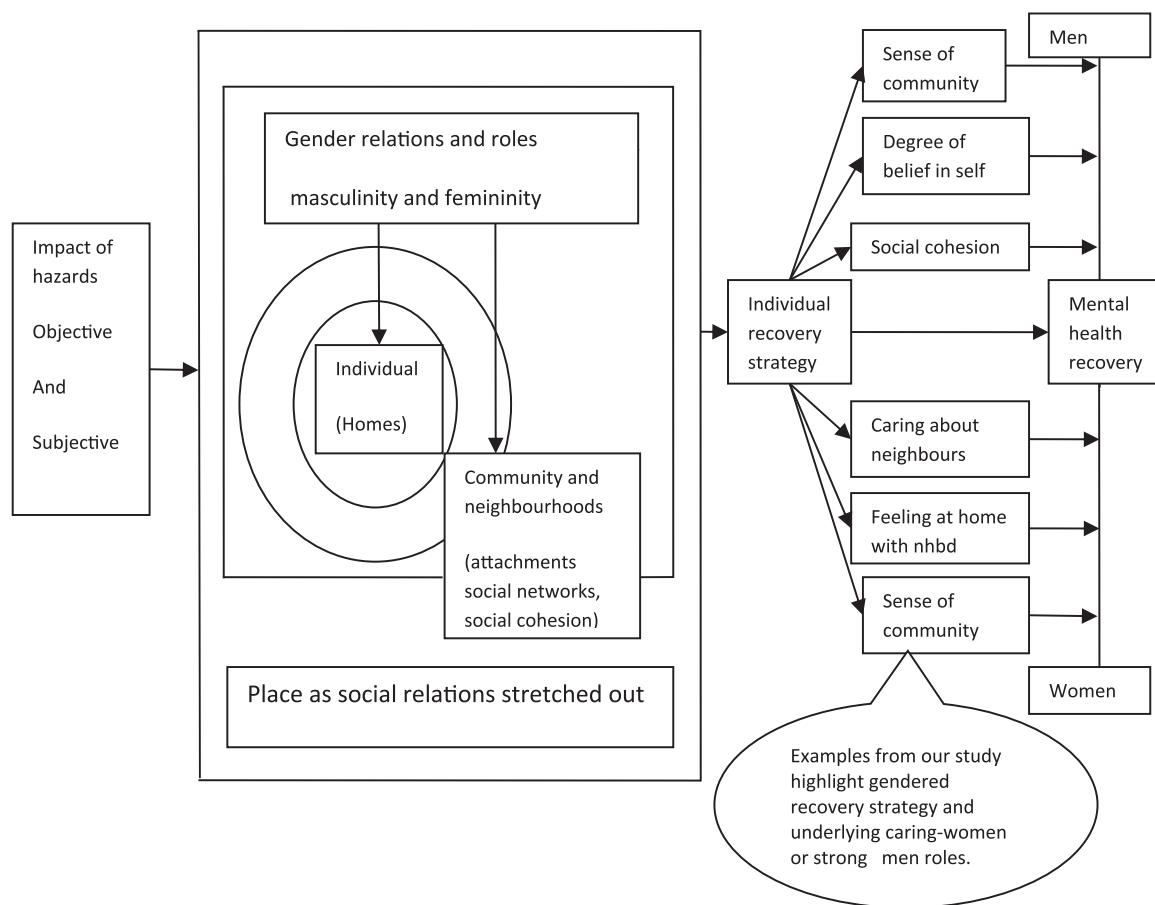 Impact of
hazards
Objective
And
Subjective
Gender relations and roles
masculinity and femininity
Individual
(Homes)
Community and
neighbourhoods
(attachments
social networks,
social cohesion)
Place as social relations stretched out
Individual
recovery
strategy
Sense of
community
Degree of
belief in self
Social cohesion
Caring about
neighbours
Feeling at home
with nhbd
Sense of
community
Men
Mental
health
recovery
Women
Examples from our study
highlight gendered
recovery strategy and
underlying caring-women
or strong men roles.